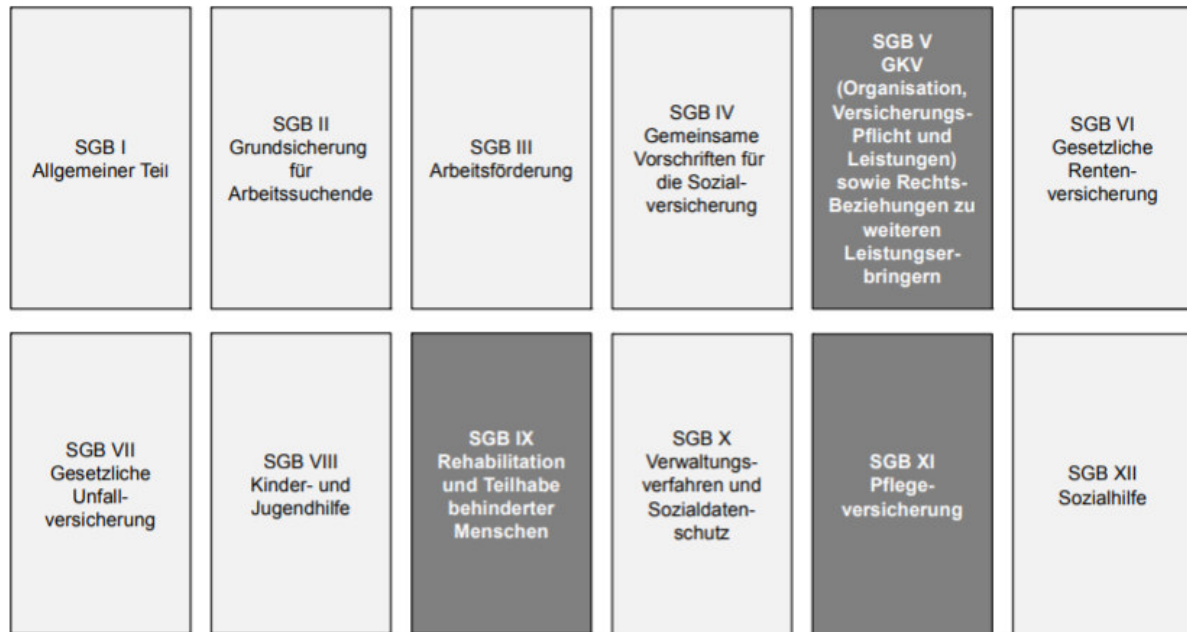 SGB I
Allgemeiner Teil
SGB II
Grundsicherung
für
Arbeitssuchende
SGB III
Arbeitsförderung
SGB IV
Gemeinsame
Vorschriften für
die Sozial-
versicherung
SGB V
GKV
(Organisation,
Versicherungs-
Pflicht und
Leistungen)
sowie Rechts-
Beziehungen zu
weiteren
Leistungser-
bringern
SGB VI
Gesetzliche
Renten-
versicherung
SGB VII
Gesetzliche
Unfall-
versicherung
SGB VIII
Kinder- und
Jugendhilfe
SGB IX
Rehabilitation
und Teilhabe
behinderter
Menschen
SGB X
Verwaltungs-
verfahren und
Sozialdaten-
schutz
SGB XI
Pflege-
versicherung
SGB XII
Sozialhilfe